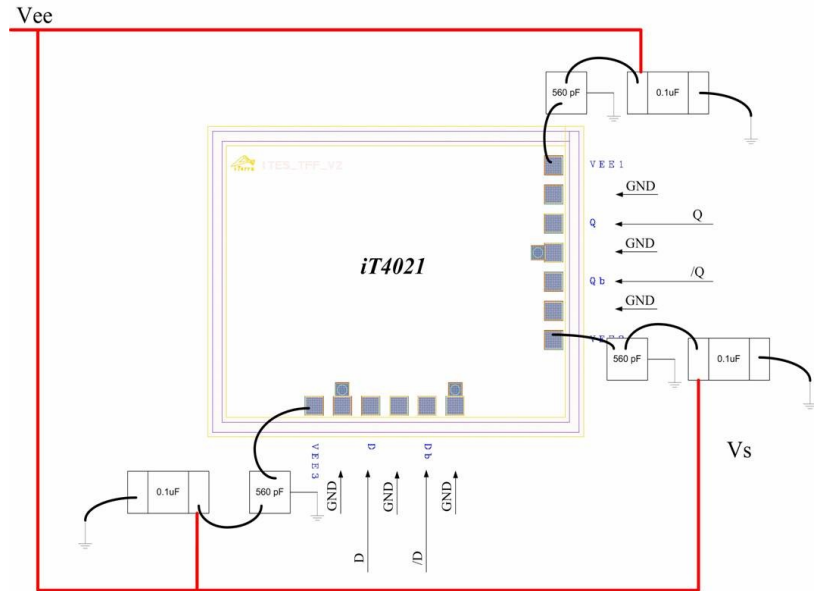 Vee
560 pF
0.1uF
iTES_TFF_V2
VEE1
GND
Q
Q
GND
iT4021
Qb
/Q
GND
560 pF
0.1uF
Vs
VEE3
D
Db
0.1uF
560 pF
GND
GND
GND
D
/D